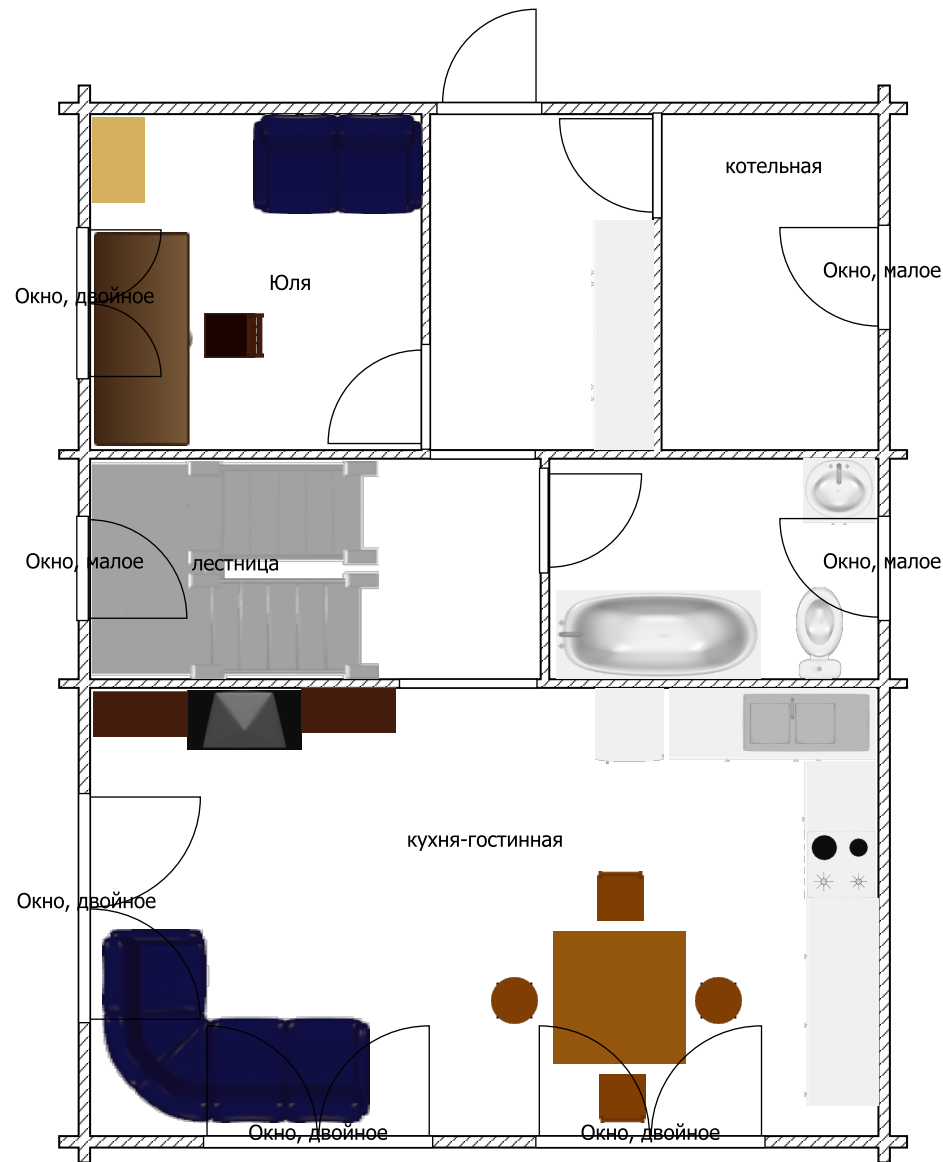 котельная
Окно, малое
Юля
Окно, двойное
Окно, малое
лестница
Окно, малое
кухня-гостинная
Окно, двойное
Окно, двойное
Окно, двойное